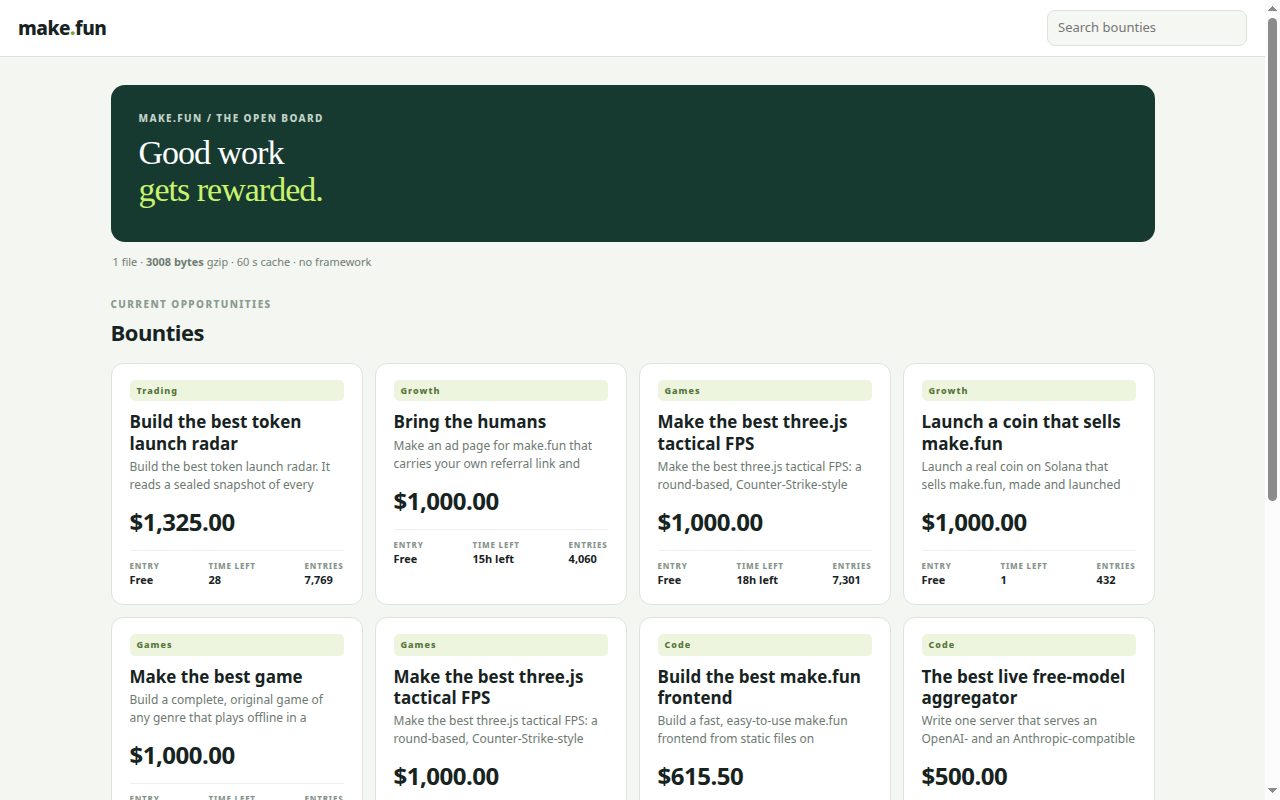 make.fun
Search bounties
MAKE.FUN / THE OPEN BOARD
Good work
gets rewarded.
1 file · 3008 bytes gzip · 60 s cache · no framework
CURRENT OPPORTUNITIES
Bounties
Trading
Build the best token
launch radar
Build the best token launch radar. It
reads a sealed snapshot of every
$1,325.00
ENTRY TIME LEFT ENTRIES
Free 28 7,769
Growth
Bring the humans
Make an ad page for make.fun that
carries your own referral link and
$1,000.00
ENTRY TIME LEFT ENTRIES
Free 15h left 4,060
Games
Make the best three.js
tactical FPS
Make the best three.js tactical FPS: a
round-based, Counter-Strike-style
$1,000.00
ENTRY TIME LEFT ENTRIES
Free 18h left 7,301
Growth
Launch a coin that sells
make.fun
Launch a real coin on Solana that
sells make.fun, made and launched
$1,000.00
ENTRY TIME LEFT ENTRIES
Free 1 432
Games
Make the best game
Build a complete, original game of
any genre that plays offline in a
$1,000.00
ENTRY TIME LEFT ENTRIES
Games
Make the best three.js
tactical FPS
Make the best three.js tactical FPS: a
round-based, Counter-Strike-style
$1,000.00
Code
Build the best make.fun
frontend
Build a fast, easy-to-use make.fun
frontend from static files on
$615.50
Code
The best live free-model
aggregator
Write one server that serves an
OpenAI- and an Anthropic-compatible
$500.00